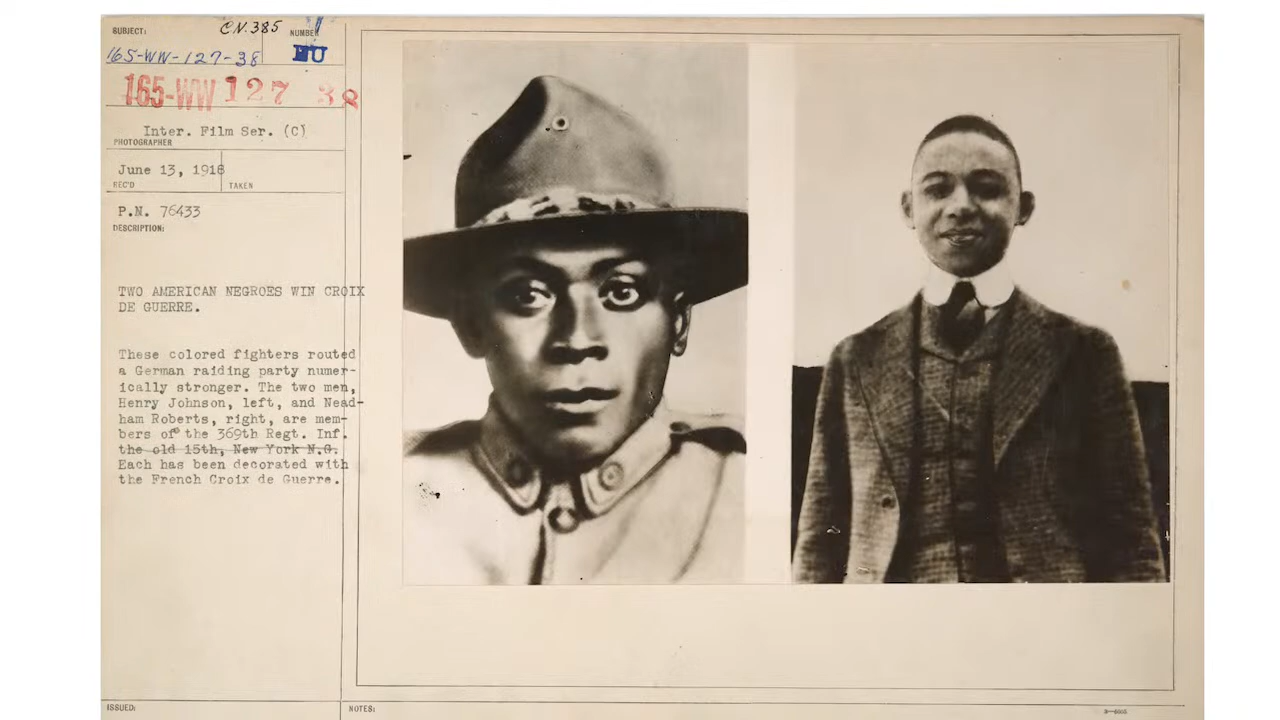 SUBJECT:
C.N. 385
NUMBER
165-WW-127-38
165-WW 127 38
Inter. Film Ser. (C)
PHOTOGRAPHER
June 13, 1918
REC'D
TAKEN
P.N. 76433
DESCRIPTION:
TWO AMERICAN NEGROES WIN CROIX
DE GUERRE.
These colored fighters routed
a German raiding party numer-
ically stronger. The two men,
Henry Johnson, left, and Nead-
ham Roberts, right, are mem-
bers of the 369th Regt. Inf.
the old 15th, New York N.G.
Each has been decorated with
the French Croix de Guerre.
ISSUED:
NOTES: